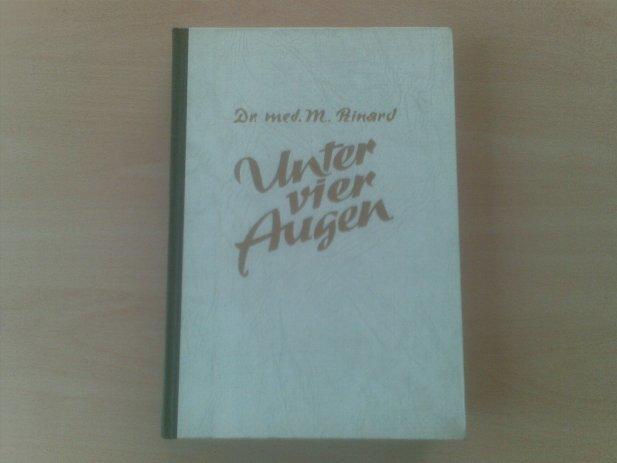 Dr. med. M. Rinard
Unter
vier
Augen